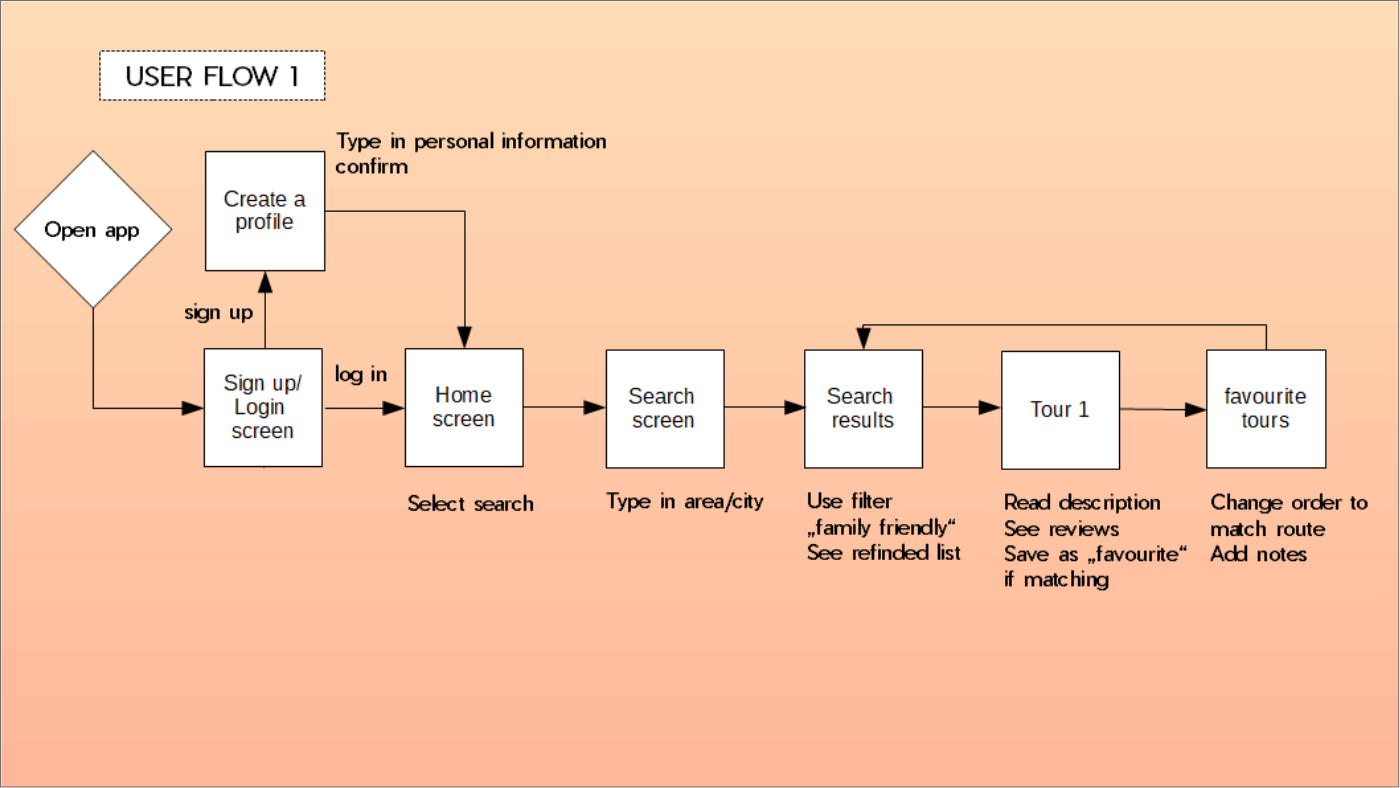 USER FLOW 1
Type in personal information
confirm
Create a
profile
Open app
sign up
Sign up/
Login
screen
log in
Home
screen
Search
screen
Search
results
Tour 1
favourite
tours
Select search
Type in area/city
Use filter
„family friendly“
See refinded list
Read description
See reviews
Save as „favourite“
if matching
Change order to
match route
Add notes